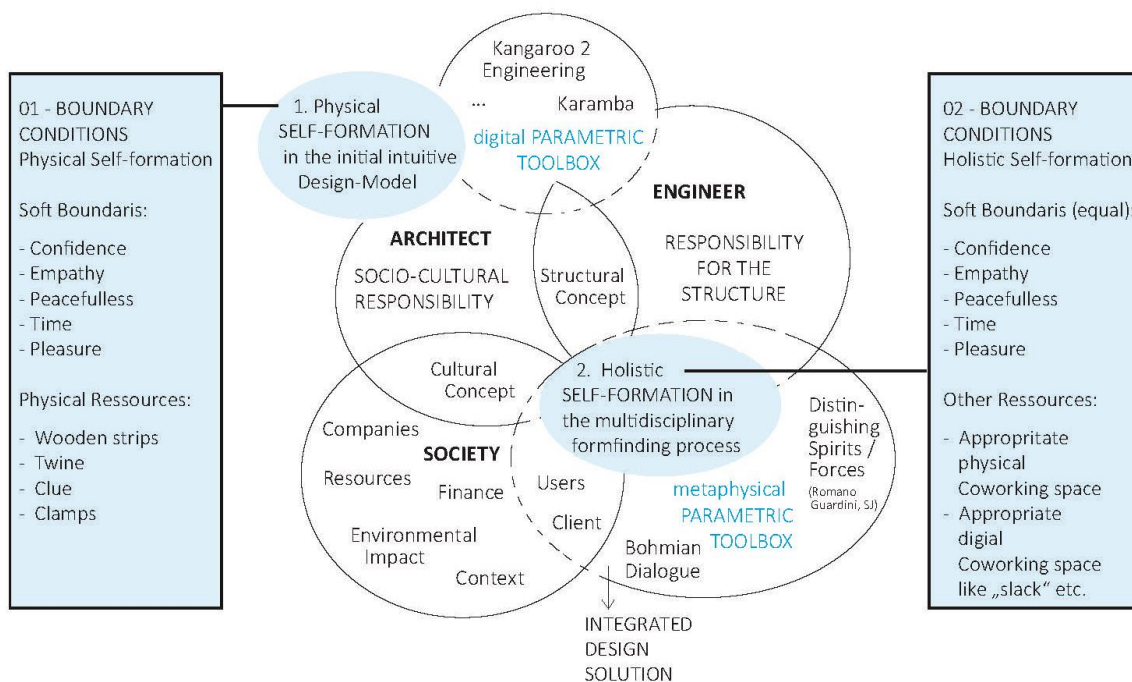 01 - BOUNDARY
CONDITIONS
Physical Self-formation
Soft Boundaris:
- Confidence
- Empathy
- Peacefulless
- Time
- Pleasure
Physical Ressources:
- Wooden strips
- Twine
- Clue
- Clamps
1. Physical
SELF-FORMATION
in the initial intuitive
Design-Model
Kangaroo 2
Engineering
...
Karamba
digital PARAMETRIC
TOOLBOX
ARCHITECT
SOCIO-CULTURAL
RESPONSIBILITY
Structural
Concept
ENGINEER
RESPONSIBILITY
FOR THE
STRUCTURE
Cultural
Concept
2. Holistic
SELF-FORMATION in
the multidisciplinary
formfinding process
Companies
SOCIETY
Resources
Finance
Environmental
Impact
Context
Users
Client
metaphysical
PARAMETRIC
TOOLBOX
Bohmian
Dialogue
Distin-
guishing
Spirits /
Forces
(Romano
Guardini, SJ)
INTEGRATED
DESIGN
SOLUTION
02 - BOUNDARY
CONDITIONS
Holistic Self-formation
Soft Boundaris (equal):
- Confidence
- Empathy
- Peacefulless
- Time
- Pleasure
Other Ressources:
- Appropritate
physical
Coworking space
- Appropriate
digial
Coworking space
like „slack“ etc.